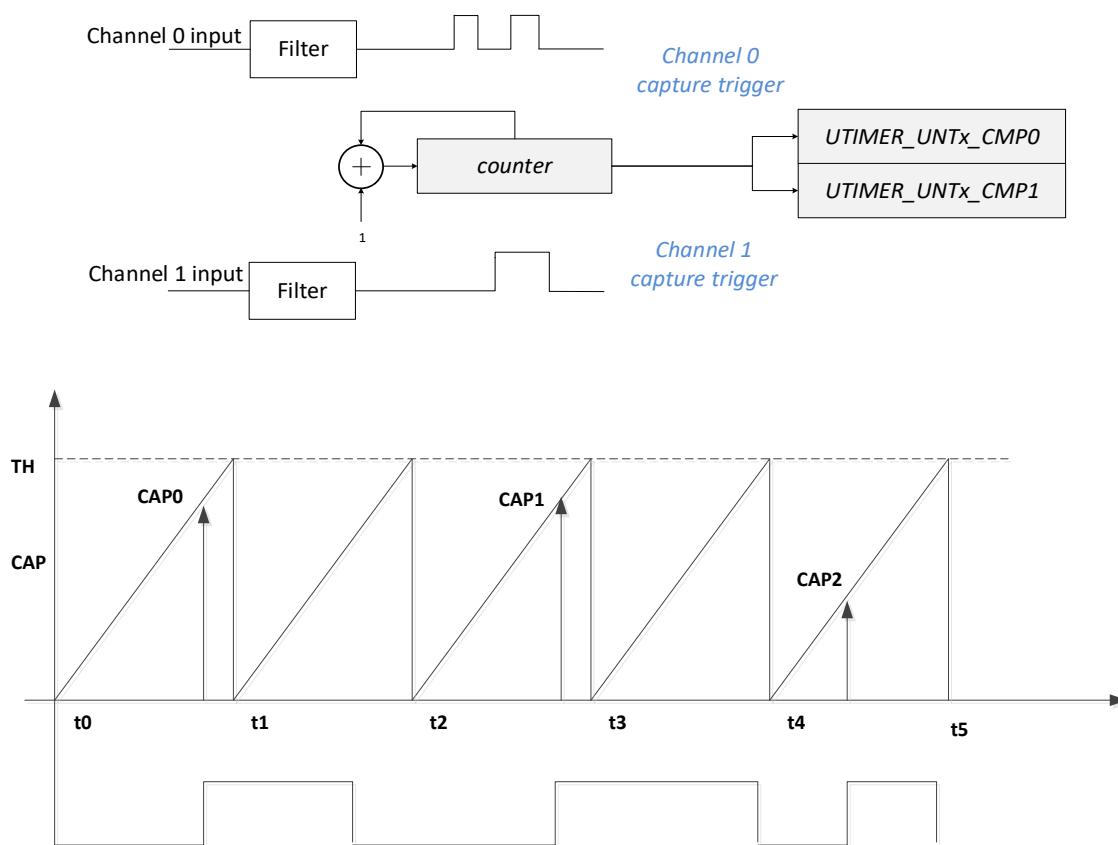 Channel 0 input
Filter
Channel 0
capture trigger
UTIMER_UNTx_CMP0
counter
UTIMER_UNTx_CMP1
1
Channel 1 input
Filter
Channel 1
capture trigger
TH
CAP0
CAP1
CAP
CAP2
t0
t1
t2
t3
t4
t5